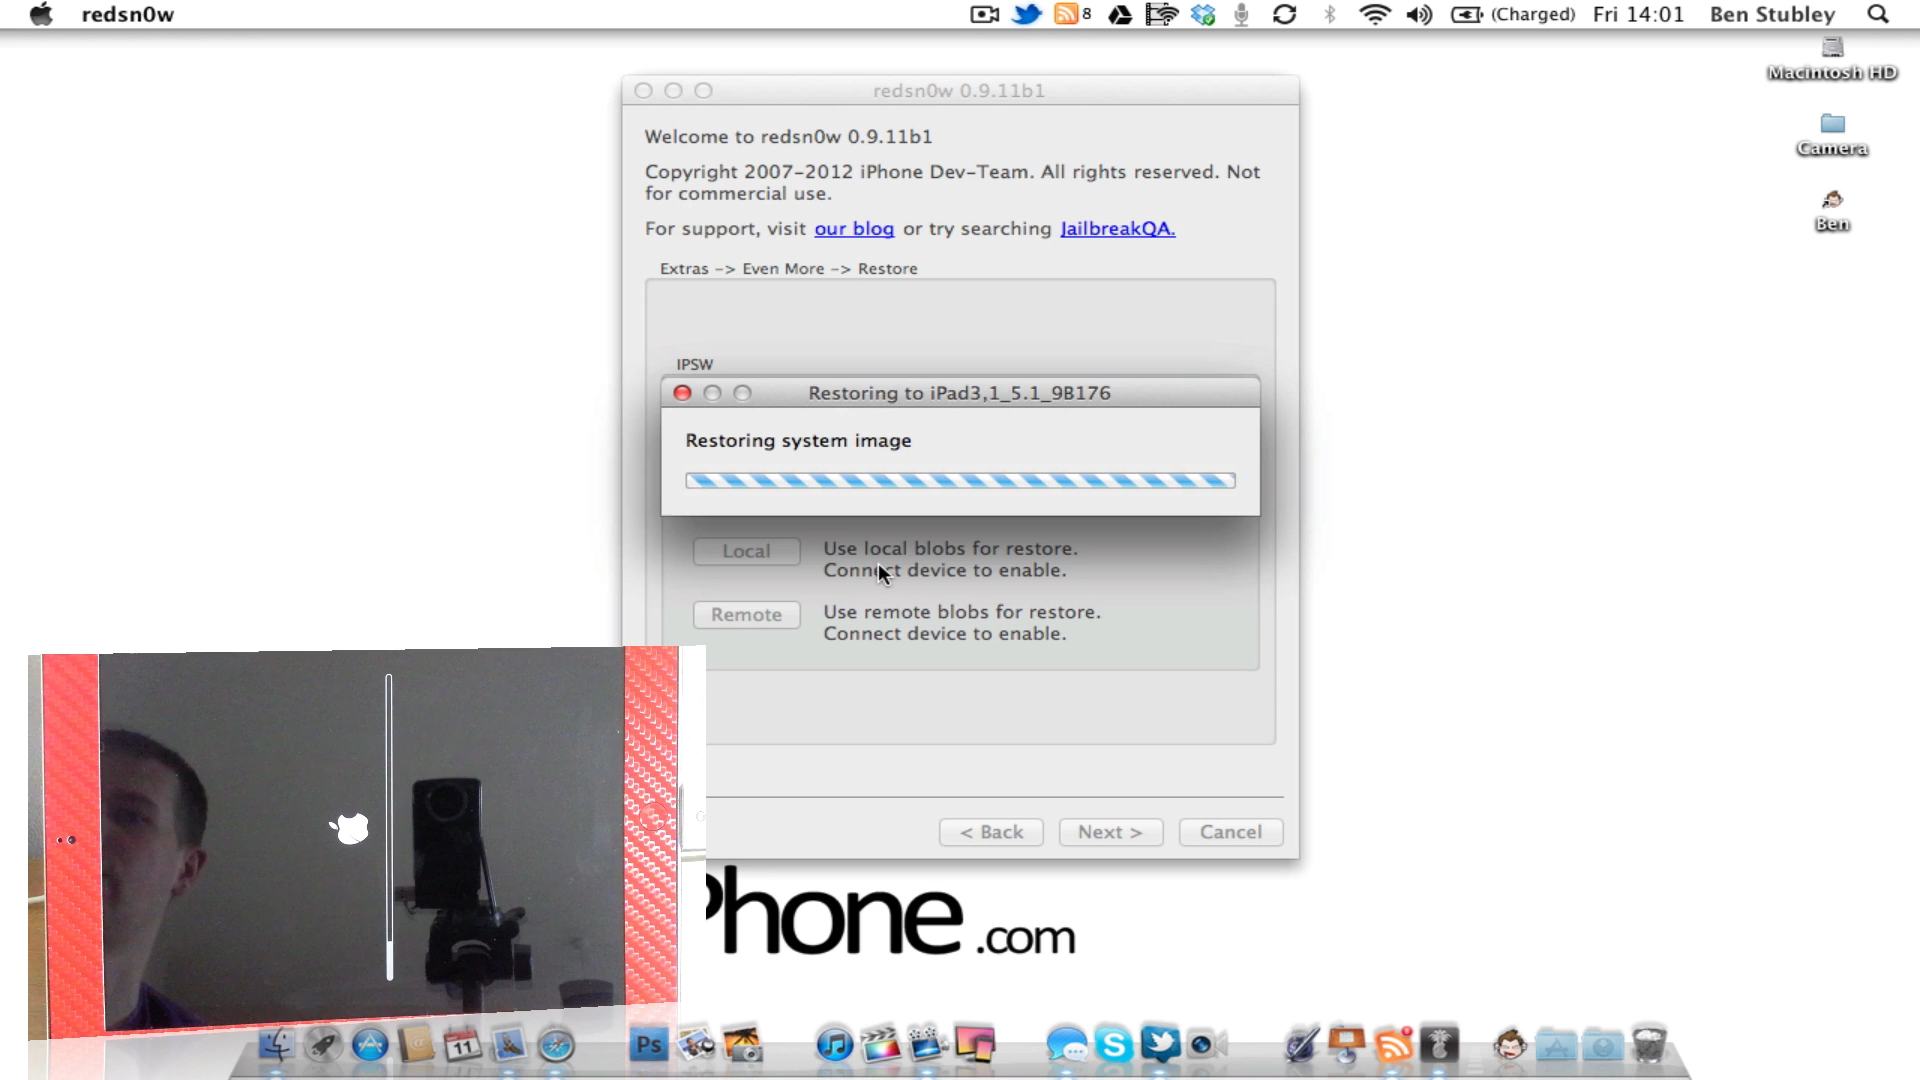 redsn0w
8
(Charged)
Fri 14:01
Ben Stubley
Macintosh HD
Camera
Ben
redsn0w 0.9.11b1
Welcome to redsn0w 0.9.11b1
Copyright 2007-2012 iPhone Dev-Team. All rights reserved. Not
for commercial use.
For support, visit our blog or try searching JailbreakQA.
Extras -> Even More -> Restore
IPSW
Restoring to iPad3,1_5.1_9B176
Restoring system image
Local
Use local blobs for restore.
Connect device to enable.
Remote
Use remote blobs for restore.
Connect device to enable.
< Back
Next >
Cancel
Phone.com
11
Ps